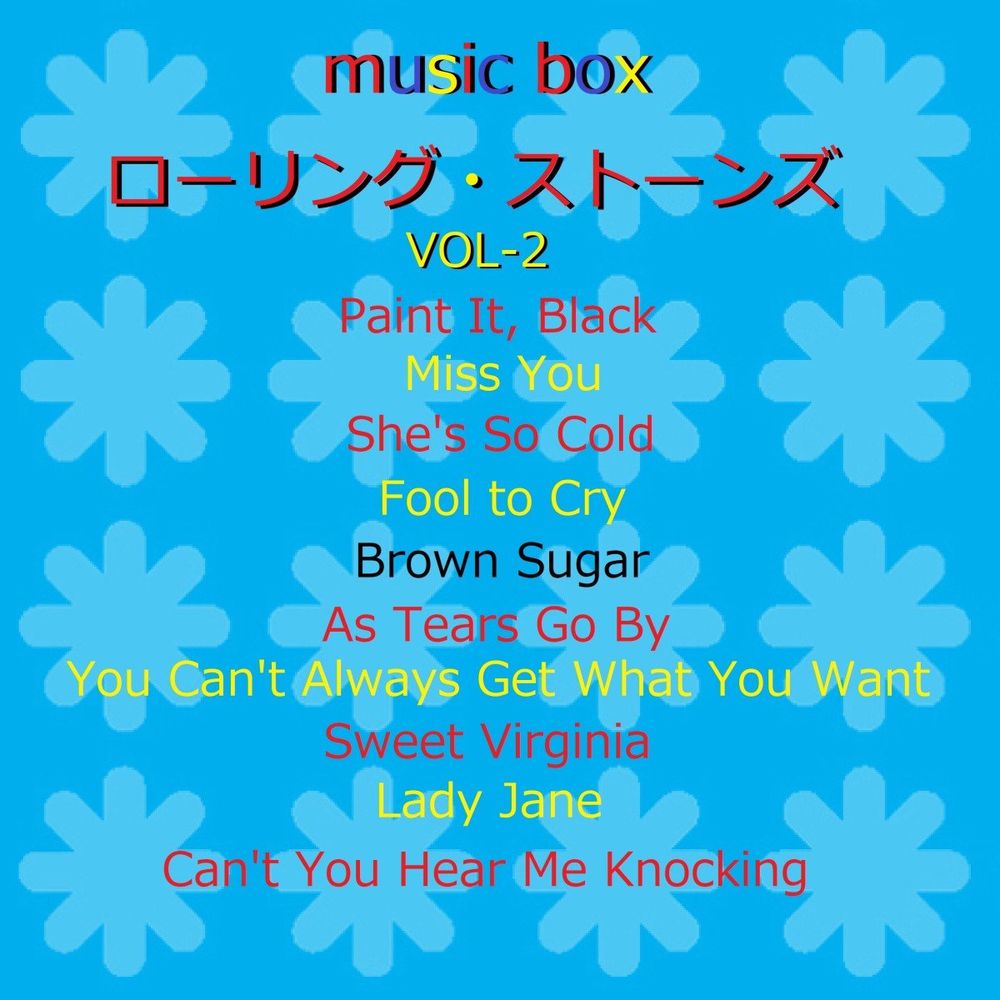 music box
ローリング・ストーンズ
VOL-2
Paint It, Black
Miss You
She's So Cold
Fool to Cry
Brown Sugar
As Tears Go By
You Can't Always Get What You Want
Sweet Virginia
Lady Jane
Can't You Hear Me Knocking